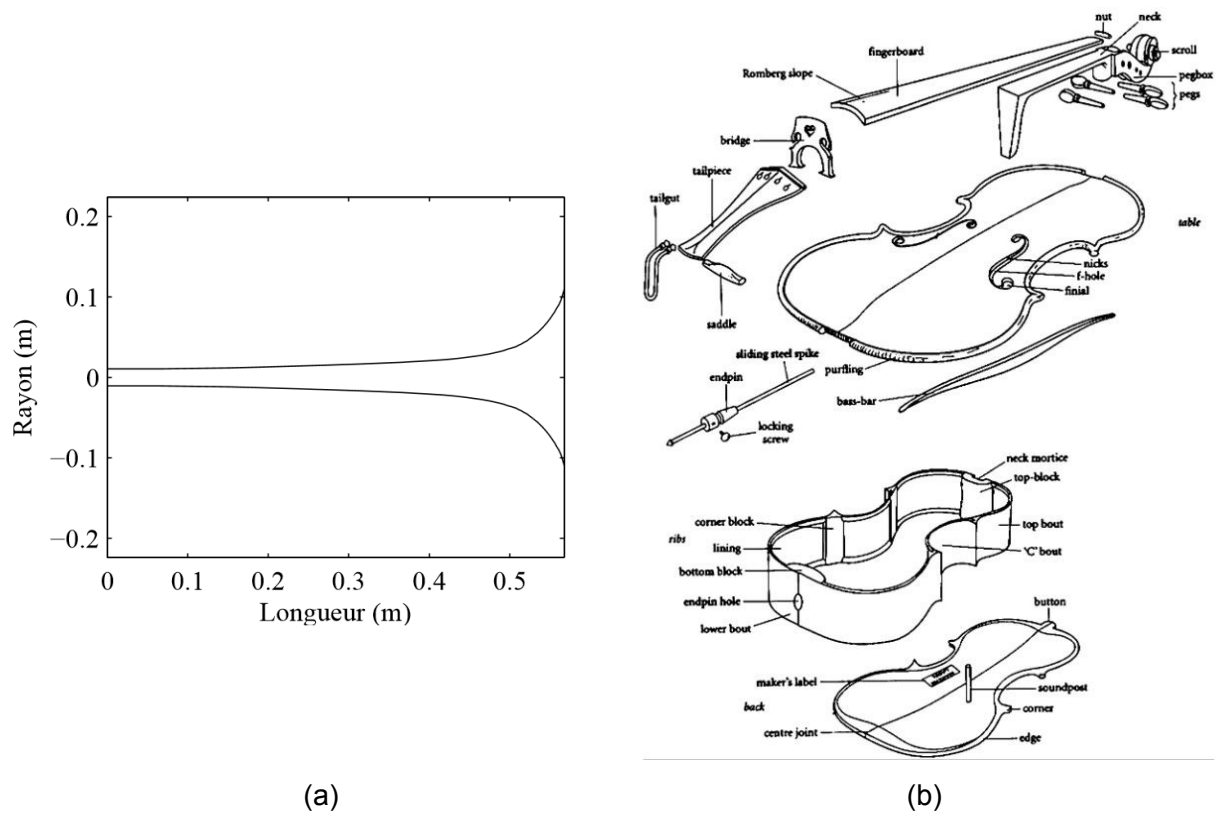 0.2
0.1
0
−0.1
−0.2
0
0.1
0.2
0.3
0.4
0.5
Rayon (m)
Longueur (m)
(a)
nut
neck
fingerboard
scroll
Romberg slope
pegbox
pegs
bridge
tailpiece
tailgut
table
nicks
f-hole
finial
saddle
sliding steel spike
purfling
endpin
bass-bar
locking
screw
neck mortice
top-block
corner block
top bout
ribs
lining
'C' bout
bottom block
endpin hole
button
lower bout
maker's label
soundpost
back
corner
centre joint
edge
(b)